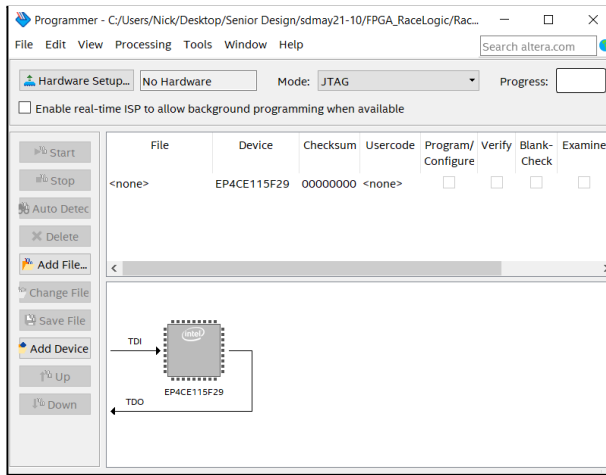 Programmer - C:/Users/Nick/Desktop/Senior Design/sdmay21-10/FPGA_RaceLogic/Rac...
File Edit View Processing Tools Window Help
Search altera.com
Hardware Setup... No Hardware Mode: JTAG Progress:
Enable real-time ISP to allow background programming when available
Start
Stop
Auto Detec
Delete
Add File...
Change File
Save File
Add Device
Up
Down
File Device Checksum Usercode Program/ Verify Blank- Examine
Configure Check
<none> EP4CE115F29 00000000 <none>
intel
TDI
EP4CE115F29
TDO